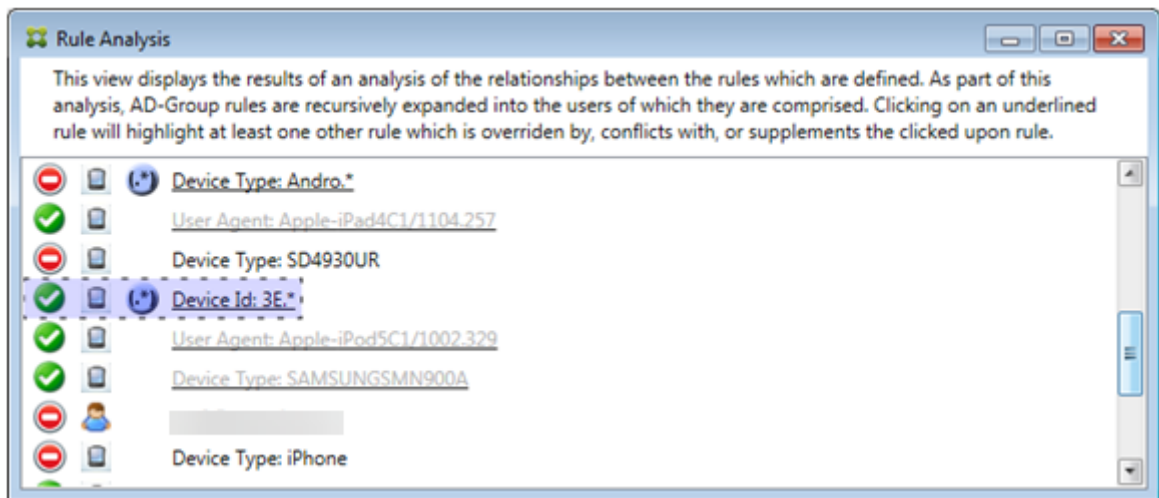 Rule Analysis
This view displays the results of an analysis of the relationships between the rules which are defined. As part of this
analysis, AD-Group rules are recursively expanded into the users of which they are comprised. Clicking on an underlined
rule will highlight at least one other rule which is overriden by, conflicts with, or supplements the clicked upon rule.
(.*) Device Type: Andro.*
User Agent: Apple-iPad4C1/1104.257
Device Type: SD4930UR
(.*) Device Id: 3E.*
User Agent: Apple-iPod5C1/1002.329
Device Type: SAMSUNGSMN900A
Device Type: iPhone